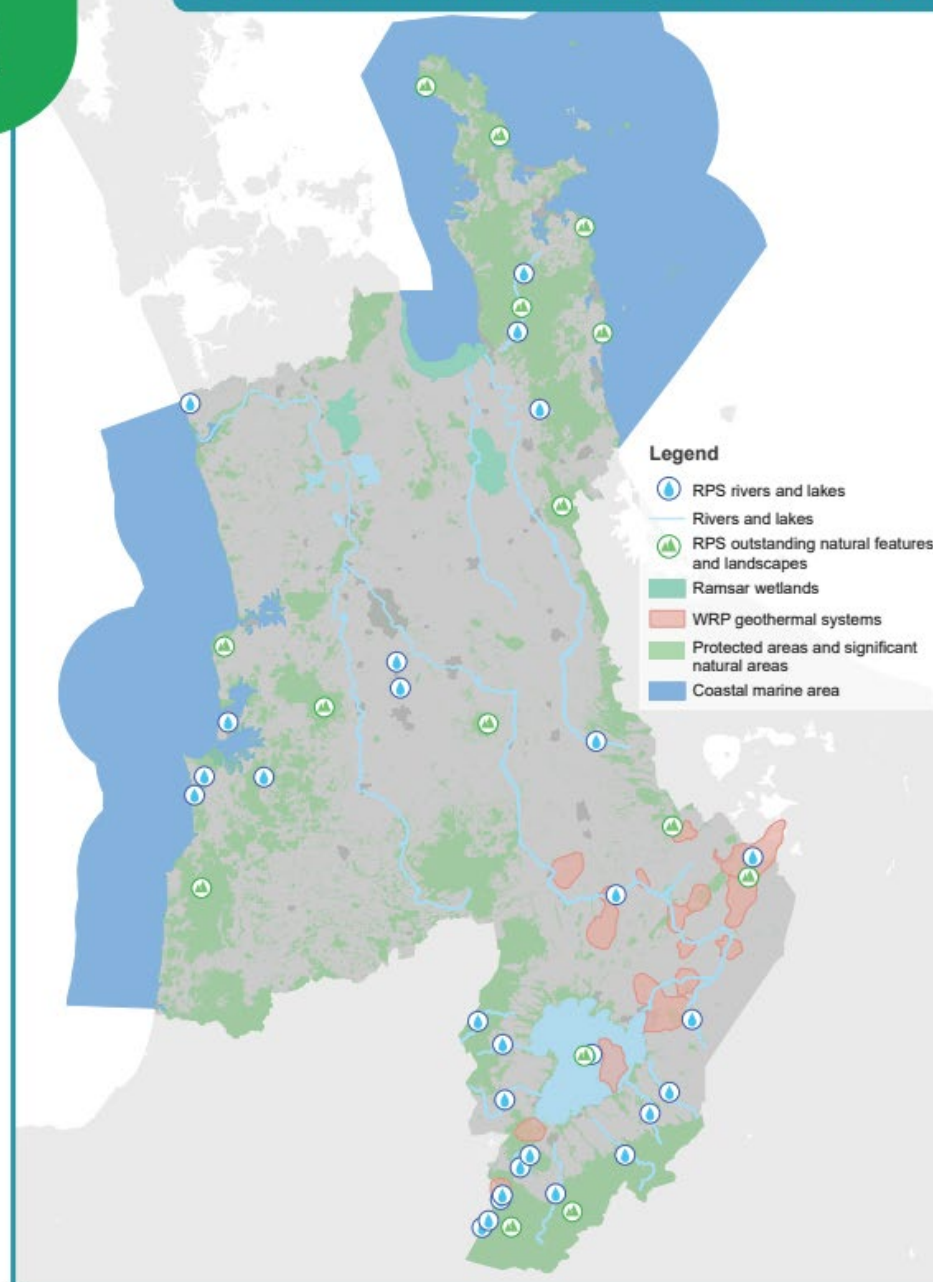 Legend
RPS rivers and lakes
Rivers and lakes
RPS outstanding natural features
and landscapes
Ramsar wetlands
WRP geothermal systems
Protected areas and significant
natural areas
Coastal marine area